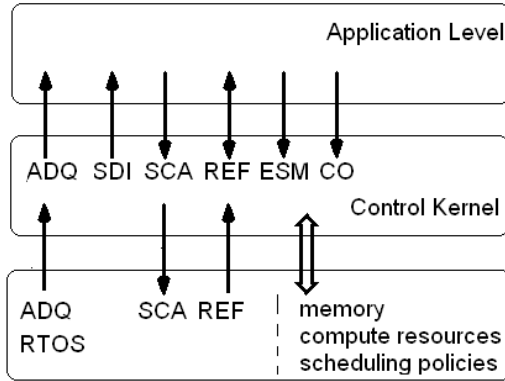 Application Level
ADQ SDI SCA REF ESM CO
Control Kernel
ADQ SCA REF
RTOS
memory
compute resources
scheduling policies